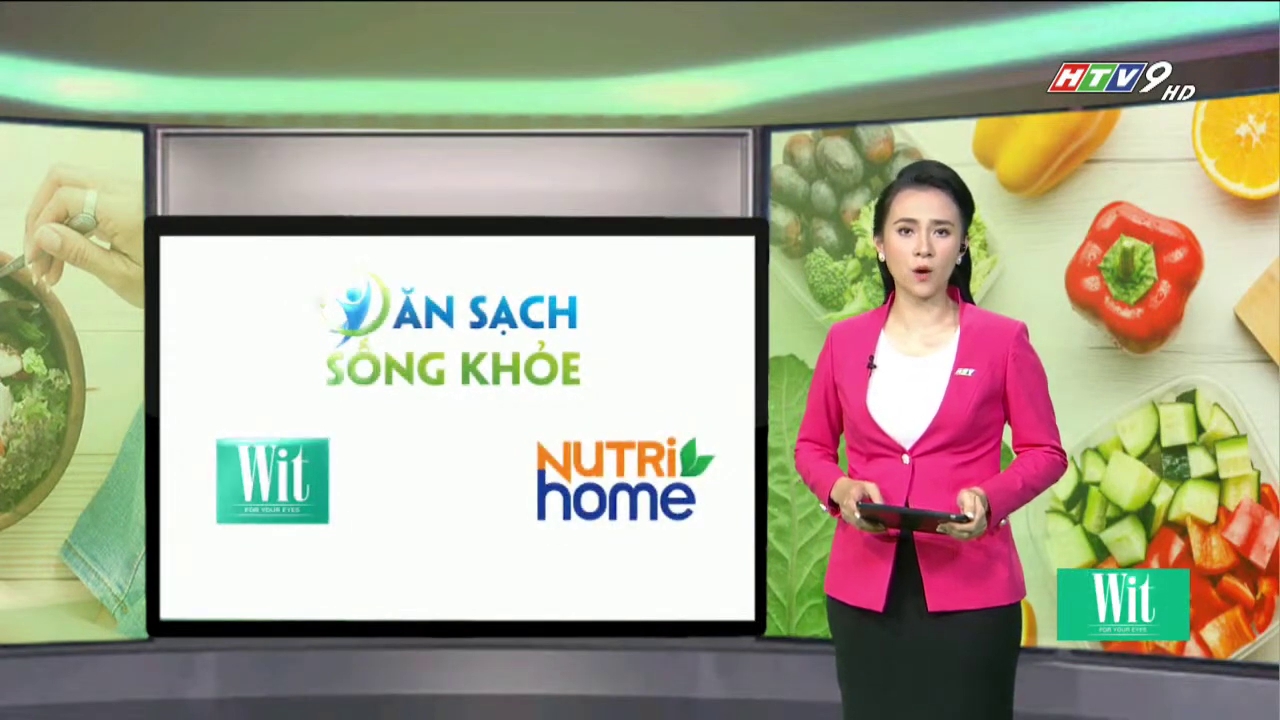 HTV9
HD
ĂN SẠCH
SỐNG KHỎE
Wit
FOR YOUR EYES
NUTRi
home
Wit
FOR YOUR EYES